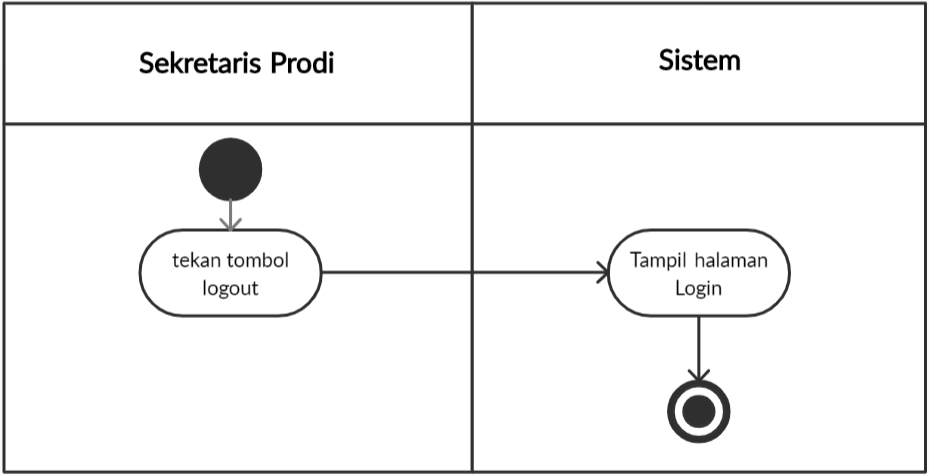 Sekretaris Prodi
Sistem
tekan tombol
logout
Tampil halaman
Login